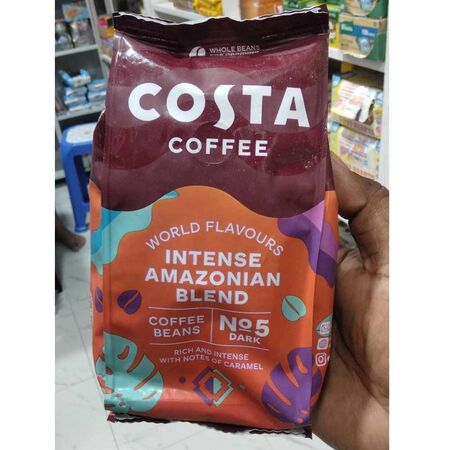 WHOLE BEANS
COSTA
COFFEE
WORLD FLAVOURS
INTENSE
AMAZONIAN
BLEND
COFFEE
BEANS
No5
DARK
RICH AND INTENSE
WITH NOTES OF CARAMEL